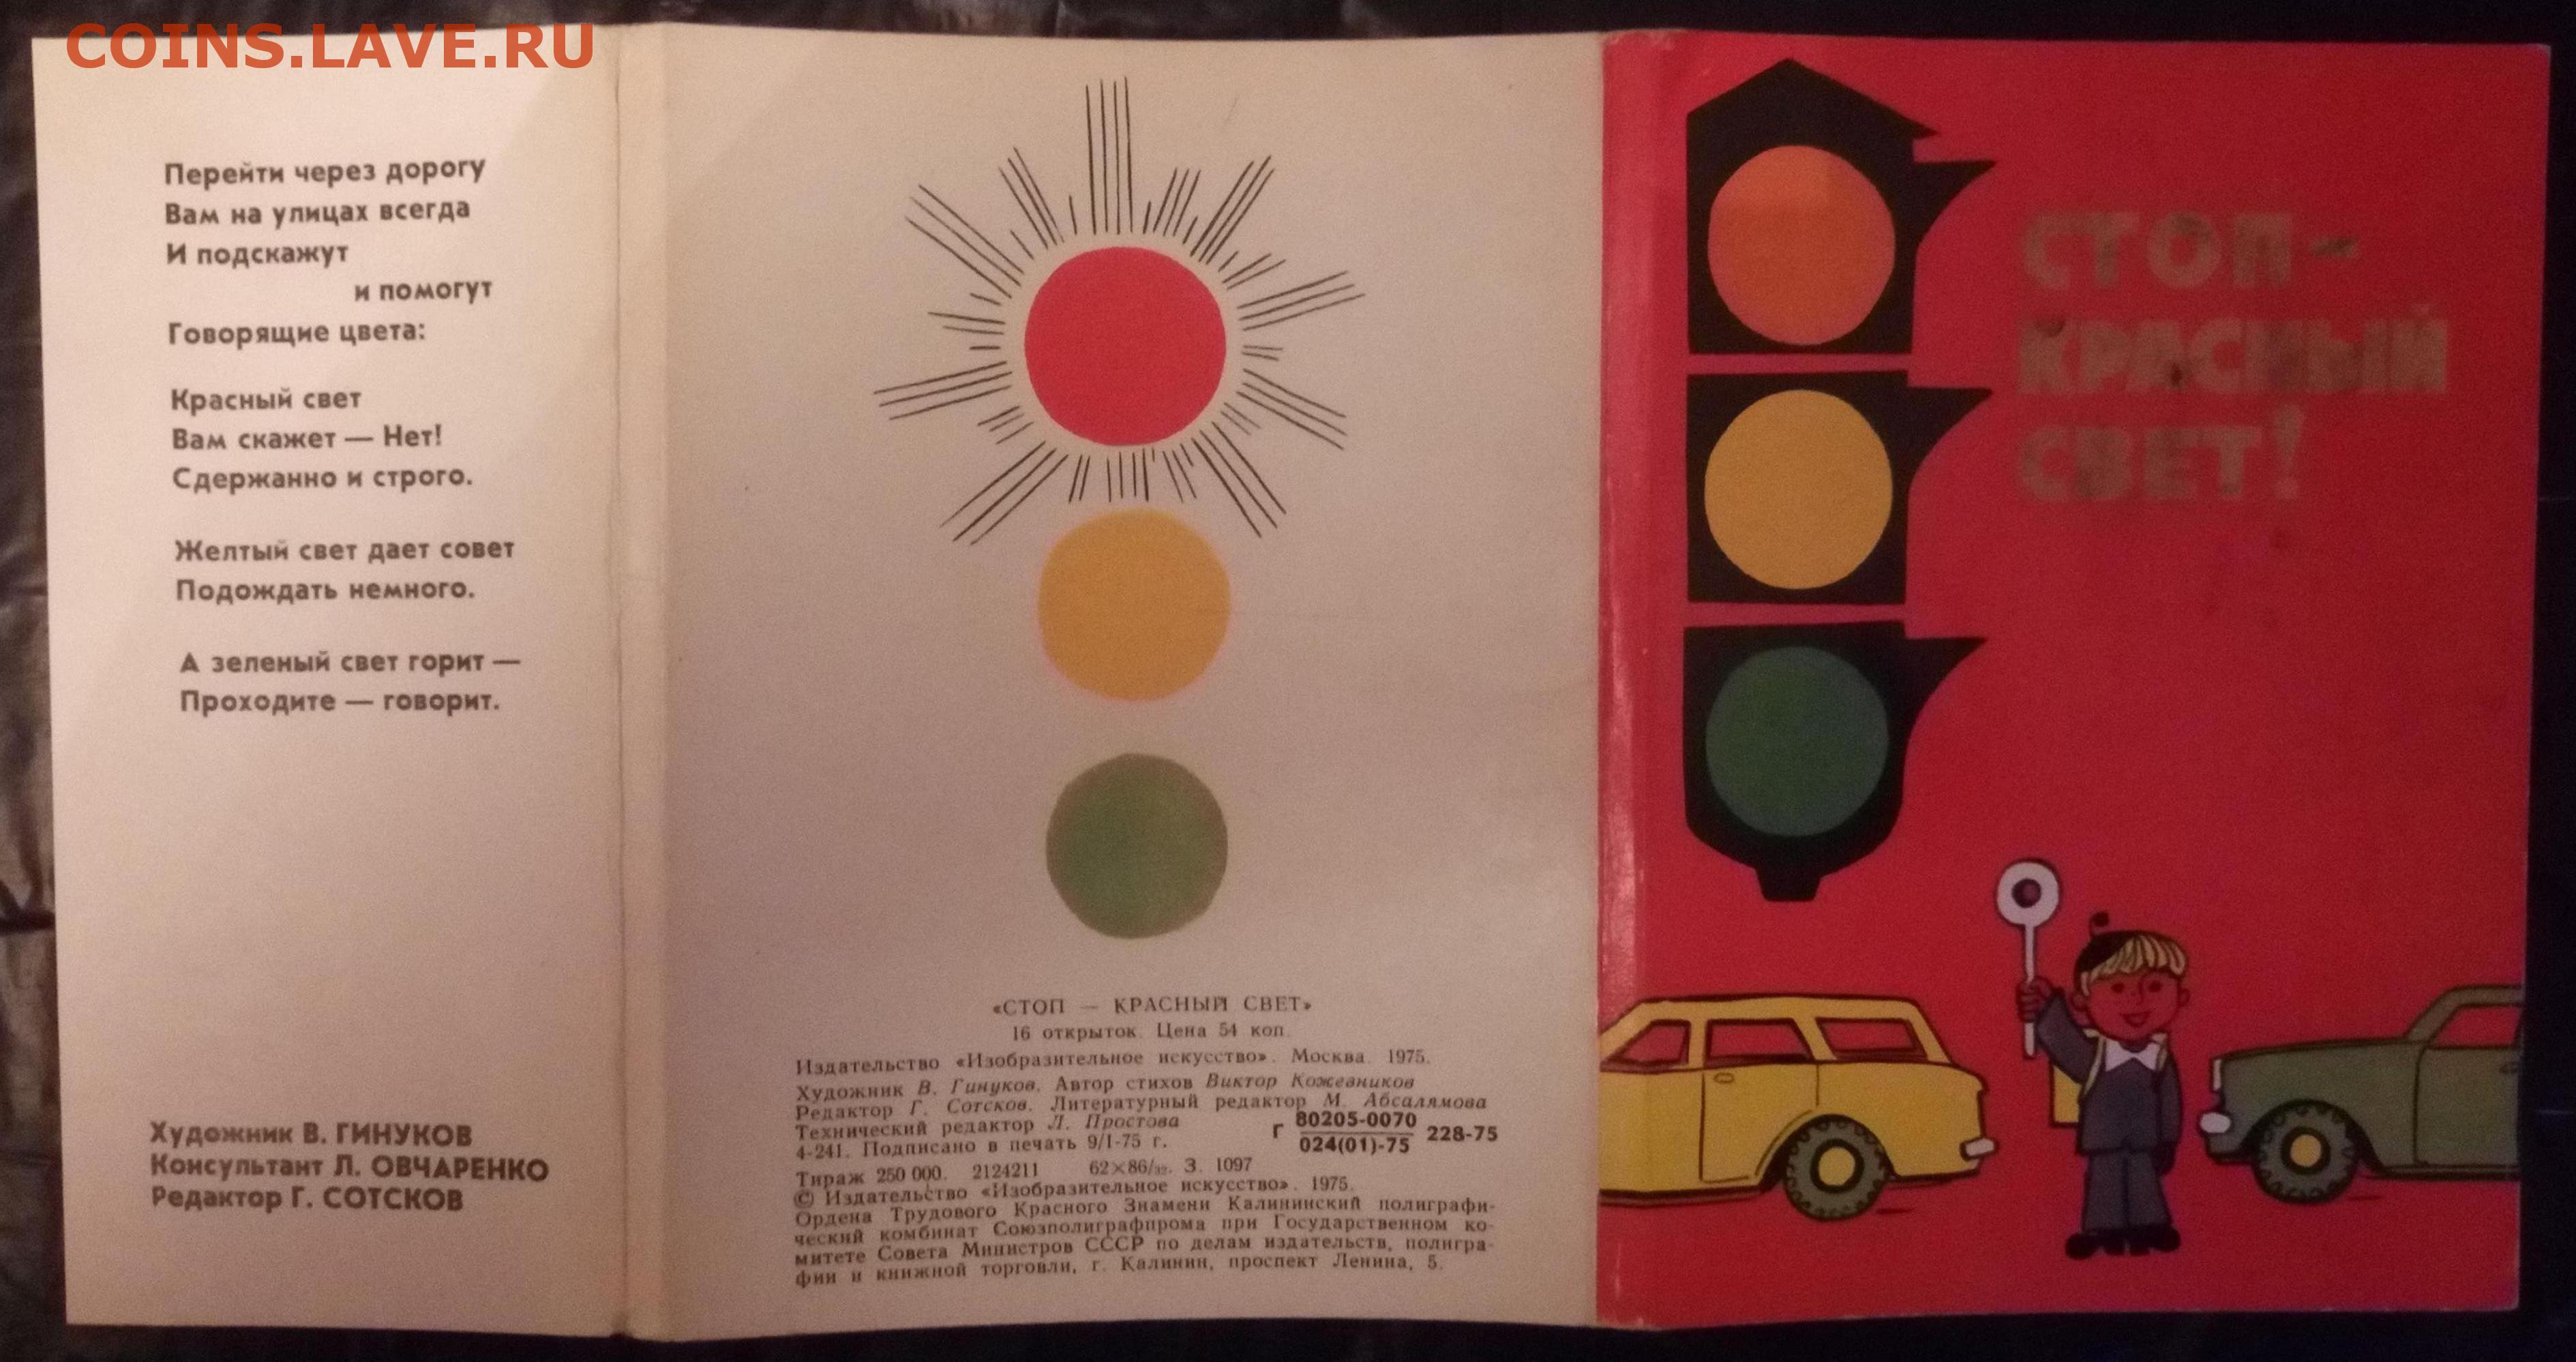 COINS.LAVE.RU
Перейти через дорогу
Вам на улицах всегда
И подскажут
и помогут
Говорящие цвета:
Красный свет
Вам скажет — Нет!
Сдержанно и строго.
Желтый свет дает совет
Подождать немного.
А зеленый свет горит —
Проходите — говорит.
Художник В. ГИНУКОВ
Консультант Л. ОВЧАРЕНКО
Редактор Г. СОТСКОВ
«СТОП — КРАСНЫЙ СВЕТ»
16 открыток. Цена 54 коп.
Издательство «Изобразительное искусство». Москва. 1975.
Художник В. Гинуков. Автор стихов Виктор Кожевников
Редактор Г. Сотсков. Литературный редактор М. Абсалямова
Технический редактор Л. Простова
4-241. Подписано в печать 9/I-75 г.
Г 80205-0070
024(01)-75 228-75
Тираж 250 000. 2124211 62×86/32. З. 1097
© Издательство «Изобразительное искусство». 1975.
Ордена Трудового Красного Знамени Калининский полиграфи-
ческий комбинат Союзполиграфпрома при Государственном ко-
митете Совета Министров СССР по делам издательств, полигра-
фии и книжной торговли, г. Калинин, проспект Ленина, 5.
СТОП –
КРАСНЫЙ
СВЕТ!